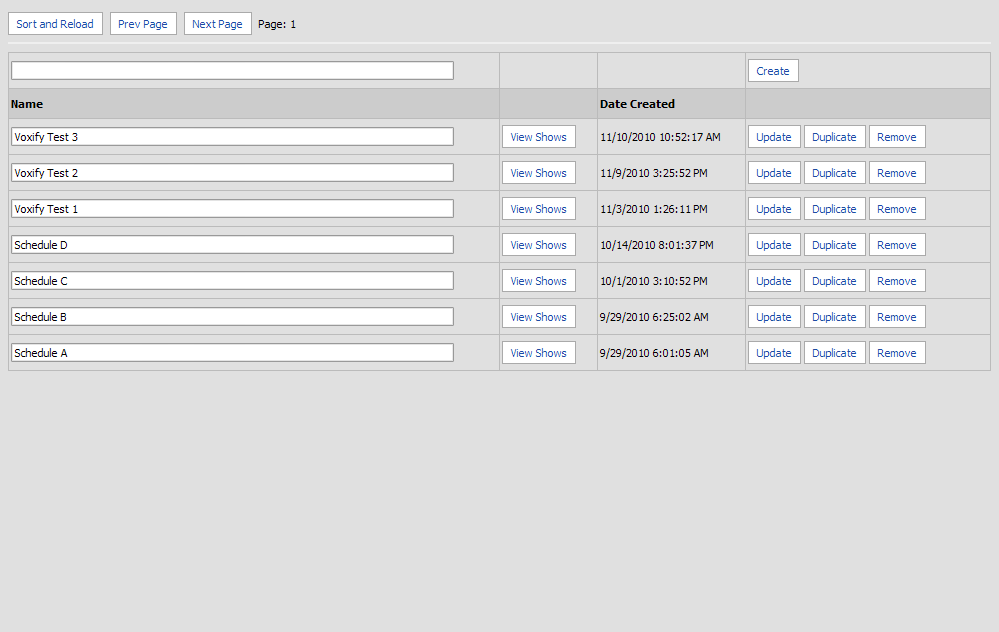 Sort and Reload Prev Page Next Page Page: 1
Create
Name Date Created
Voxify Test 3 View Shows 11/10/2010 10:52:17 AM Update Duplicate Remove
Voxify Test 2 View Shows 11/9/2010 3:25:52 PM Update Duplicate Remove
Voxify Test 1 View Shows 11/3/2010 1:26:11 PM Update Duplicate Remove
Schedule D View Shows 10/14/2010 8:01:37 PM Update Duplicate Remove
Schedule C View Shows 10/1/2010 3:10:52 PM Update Duplicate Remove
Schedule B View Shows 9/29/2010 6:25:02 AM Update Duplicate Remove
Schedule A View Shows 9/29/2010 6:01:05 AM Update Duplicate Remove